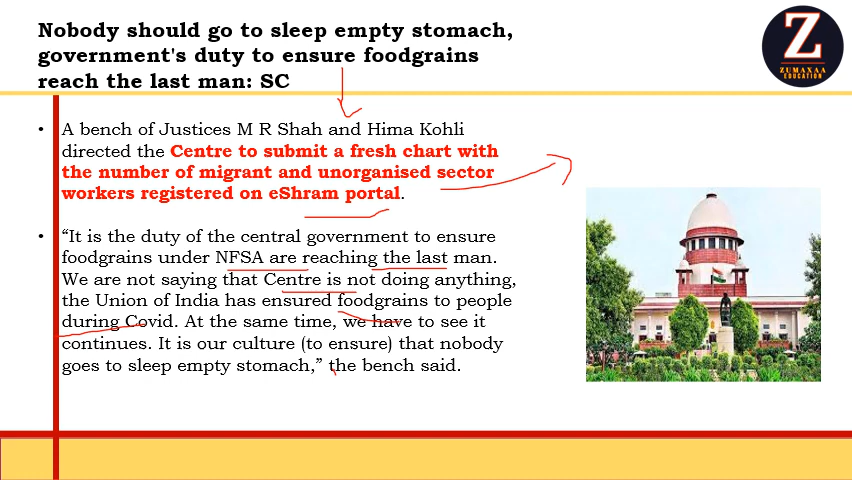 Nobody should go to sleep empty stomach,
government's duty to ensure foodgrains
reach the last man: SC
Z
ZUMAXAA
EDUCATION
• A bench of Justices M R Shah and Hima Kohli
directed the Centre to submit a fresh chart with
the number of migrant and unorganised sector
workers registered on eShram portal.
• “It is the duty of the central government to ensure
foodgrains under NFSA are reaching the last man.
We are not saying that Centre is not doing anything,
the Union of India has ensured foodgrains to people
during Covid. At the same time, we have to see it
continues. It is our culture (to ensure) that nobody
goes to sleep empty stomach,” the bench said.